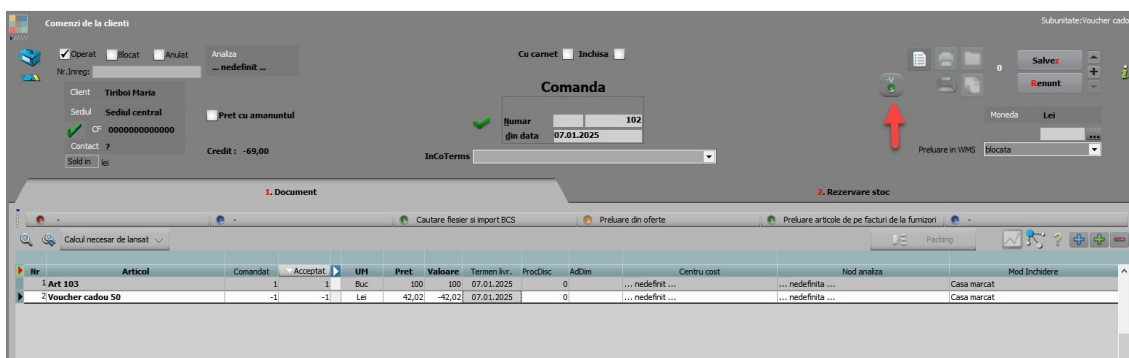 Comenzi de la clienti
Subunitate:Voucher cado
Operat Blocat Anulat
Analiza
... nedefinit ...
Cu carnet Inchisa
Nr.Inreg:
0
Salvez
Renunt
Client Tiriboi Maria
Sediul Sediul central
CF 0000000000000
Contact ?
Sold in lei
Pret cu amanuntul
Credit : -69,00
Comanda
Numar 102
din data 07.01.2025
InCoTerms
Moneda Lei
...
Preluare in WMS blocata
1. Document
2. Rezervare stoc
-
-
Cautare fiesier si import BCS
Preluare din oferte
Preluare articole de pe facturi de la furnizori
-
Calcul necesar de lansat
Packing
Nr Articol Comandat Acceptat UM Pret Valoare Termen livr. ProcDisc AdDim Centru cost Nod analiza Mod Inchidere
1 Art 103 1 1 Buc 100 100 07.01.2025 0 ... nedefinit ... ... nedefinita ... Casa marcat
2 Voucher cadou 50 -1 -1 Lei 42,02 -42,02 07.01.2025 0 ... nedefinit ... ... nedefinita ... Casa marcat